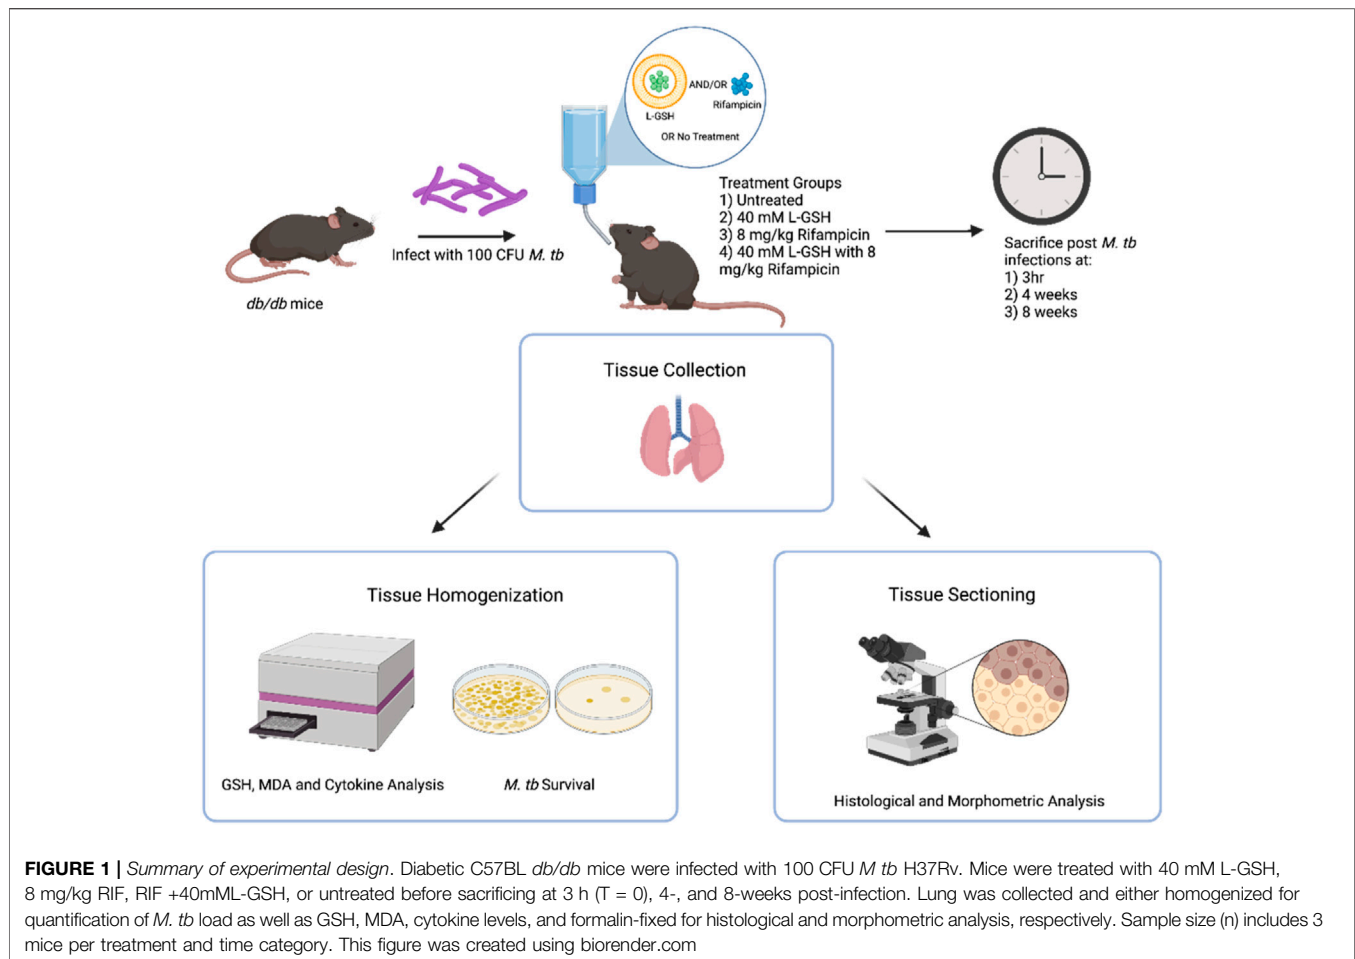 L-GSH
AND/OR
Rifampicin
OR No Treatment
db/db mice
Infect with 100 CFU M. tb
Treatment Groups
1) Untreated
2) 40 mM L-GSH
3) 8 mg/kg Rifampicin
4) 40 mM L-GSH with 8
mg/kg Rifampicin
Sacrifice post M. tb
infections at:
1) 3hr
2) 4 weeks
3) 8 weeks
Tissue Collection
Tissue Homogenization
GSH, MDA and Cytokine Analysis
M. tb Survival
Tissue Sectioning
Histological and Morphometric Analysis
FIGURE 1 | Summary of experimental design. Diabetic C57BL db/db mice were infected with 100 CFU M tb H37Rv. Mice were treated with 40 mM L-GSH,
8 mg/kg RIF, RIF +40mML-GSH, or untreated before sacrificing at 3 h (T = 0), 4-, and 8-weeks post-infection. Lung was collected and either homogenized for
quantification of M. tb load as well as GSH, MDA, cytokine levels, and formalin-fixed for histological and morphometric analysis, respectively. Sample size (n) includes 3
mice per treatment and time category. This figure was created using biorender.com